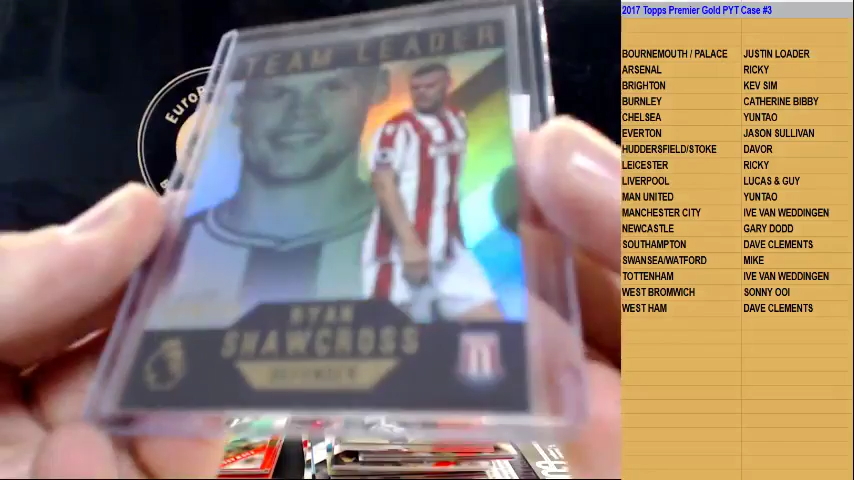 2017 Topps Premier Gold PYT Case #3
BOURNEMOUTH / PALACE JUSTIN LOADER
ARSENAL RICKY
BRIGHTON KEV SIM
BURNLEY CATHERINE BIBBY
CHELSEA YUNTAO
EVERTON JASON SULLIVAN
HUDDERSFIELD/STOKE DAVOR
LEICESTER RICKY
LIVERPOOL LUCAS & GUY
MAN UNITED YUNTAO
MANCHESTER CITY IVE VAN WEDDINGEN
NEWCASTLE GARY DODD
SOUTHAMPTON DAVE CLEMENTS
SWANSEA/WATFORD MIKE
TOTTENHAM IVE VAN WEDDINGEN
WEST BROMWICH SONNY OOI
WEST HAM DAVE CLEMENTS
TEAM LEADER
RYAN
SHAWCROSS
DEFENDER